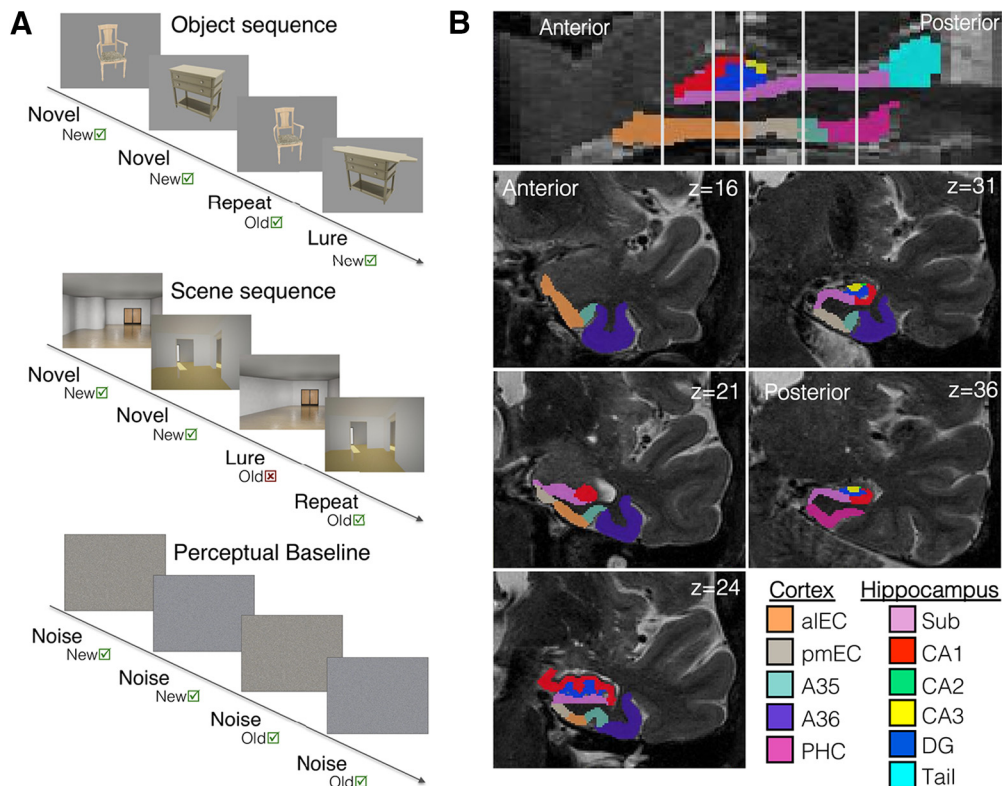 A
Object sequence
Novel
New
Novel
New
Repeat
Old
Lure
New
Scene sequence
Novel
New
Novel
New
Lure
Old
Repeat
Old
Perceptual Baseline
Noise
New
Noise
New
Noise
Old
Noise
Old
B
Anterior
Posterior
Anterior
z=16
z=31
z=21
Posterior
z=36
z=24
Cortex
alEC
pmEC
A35
A36
PHC
Hippocampus
Sub
CA1
CA2
CA3
DG
Tail